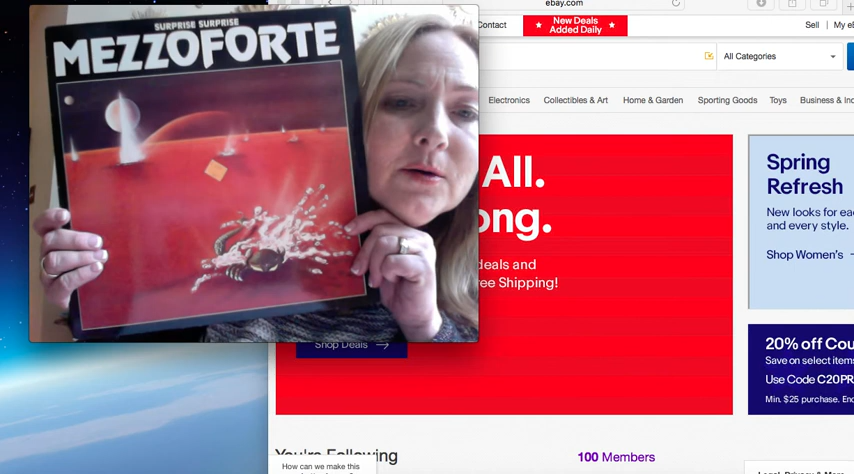 SURPRISE SURPRISE
MEZZOFORTE
ebay.com
Contact
New Deals
Added Daily
Sell
My eB
All Categories
Electronics
Collectibles & Art
Home & Garden
Sporting Goods
Toys
Business & Ind
All.
ong.
deals and
ree Shipping!
Shop Deals
Spring
Refresh
New looks for ea
and every style.
Shop Women's
20% off Cou
Save on select items
Use Code C20PR
Min. $25 purchase. End
You're Following
100 Members
How can we make this